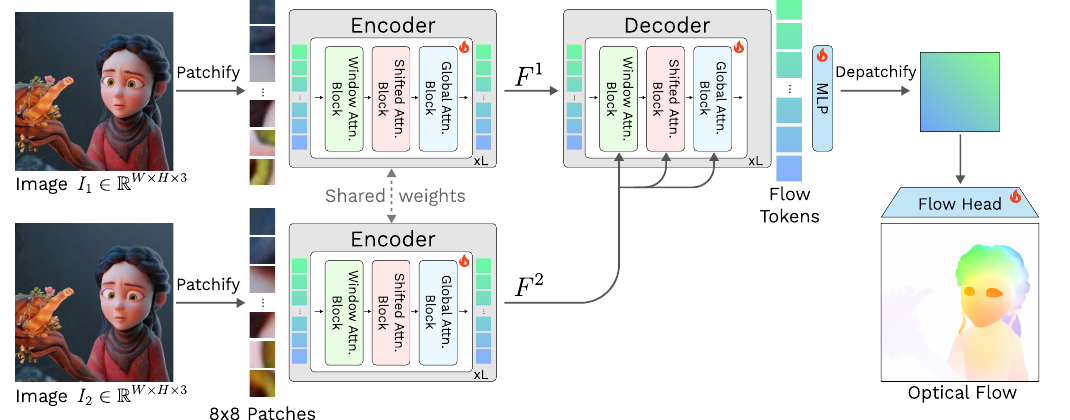 Encoder
Decoder
Patchify
Window Attn.
Block
Shifted Attn.
Block
Global Attn.
Block
xL
F¹
Window Attn.
Block
Shifted Attn.
Block
Global Attn.
Block
xL
MLP
Depatchify
Image I₁ ∈ ℝ^{W×H×3}
Shared weights
Flow
Tokens
Flow Head
Encoder
Patchify
Window Attn.
Block
Shifted Attn.
Block
Global Attn.
Block
xL
F²
Image I₂ ∈ ℝ^{W×H×3}
8x8 Patches
Optical Flow